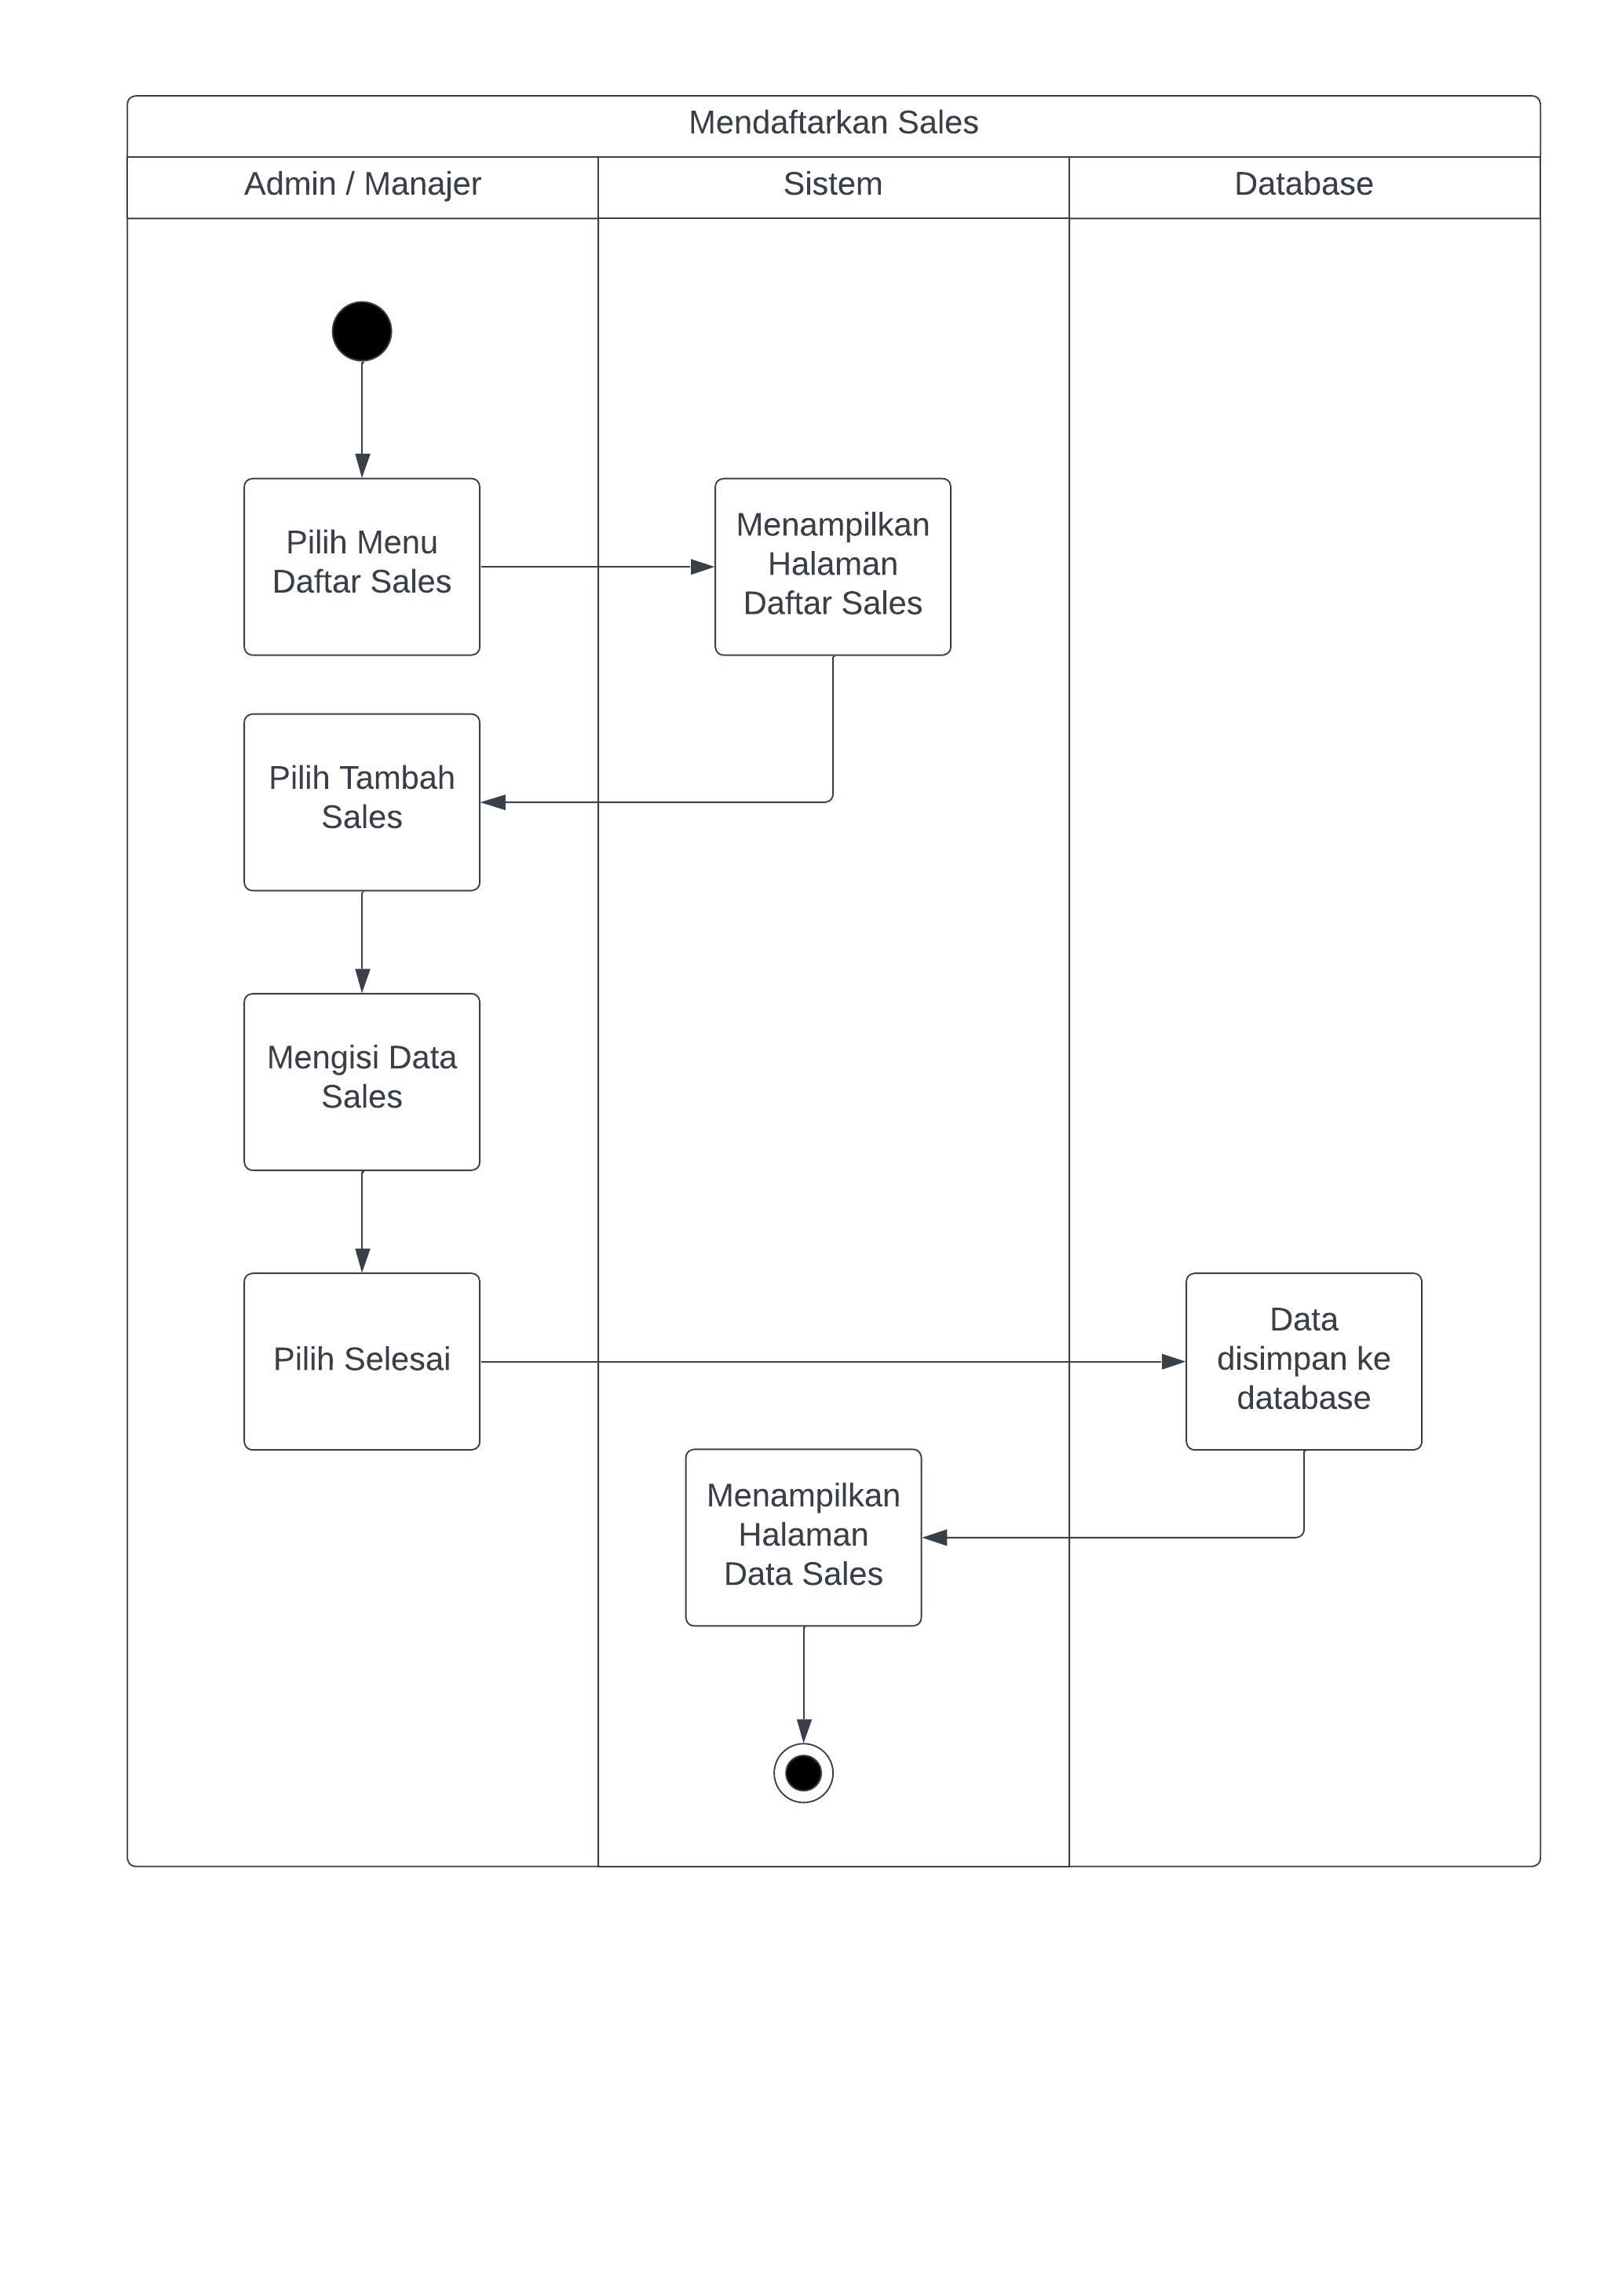 Mendaftarkan Sales
Admin / Manajer
Sistem
Database
Pilih Menu
Daftar Sales
Menampilkan
Halaman
Daftar Sales
Pilih Tambah
Sales
Mengisi Data
Sales
Pilih Selesai
Data
disimpan ke
database
Menampilkan
Halaman
Data Sales